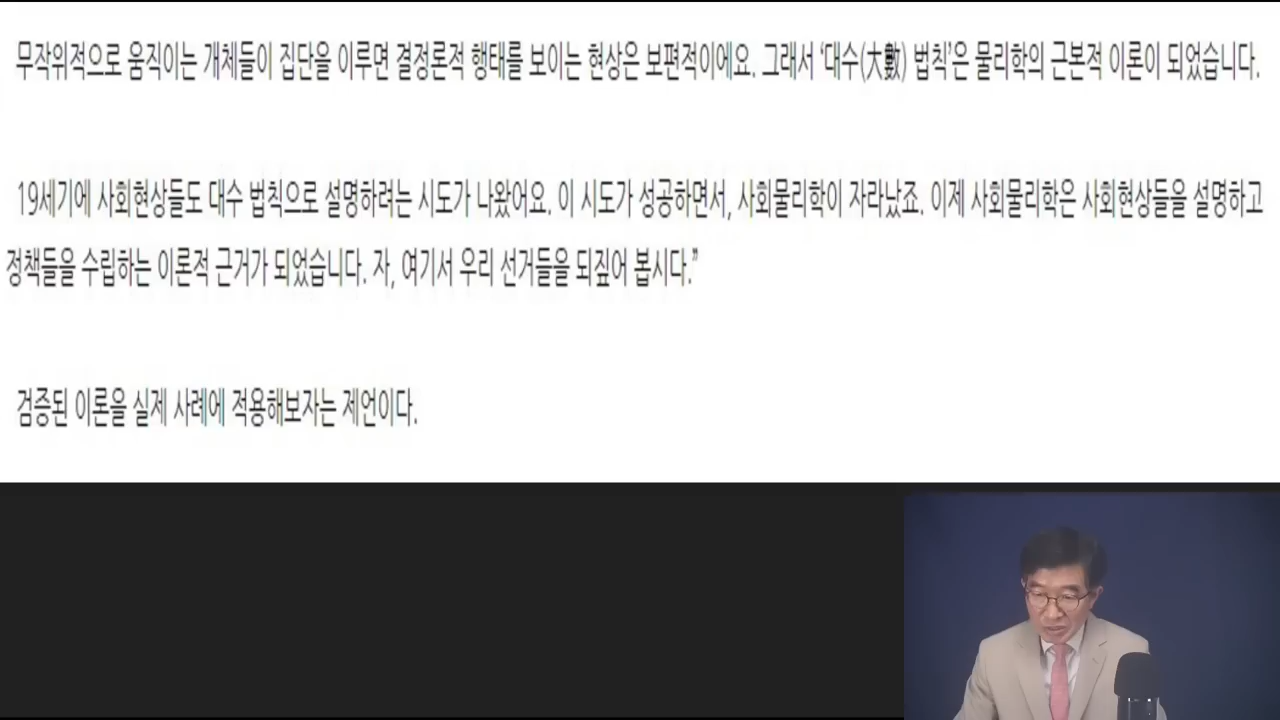 무작위적으로 움직이는 개체들이 집단을 이루면 결정론적 행태를 보이는 현상은 보편적이에요. 그래서 ‘대수(大數) 법칙’은 물리학의 근본적 이론이 되었습니다.
19세기에 사회현상들도 대수 법칙으로 설명하려는 시도가 나왔어요. 이 시도가 성공하면서, 사회물리학이 자라났죠. 이제 사회물리학은 사회현상들을 설명하고
정책들을 수립하는 이론적 근거가 되었습니다. 자, 여기서 우리 선거들을 되짚어 봅시다.”
검증된 이론을 실제 사례에 적용해보자는 제언이다.